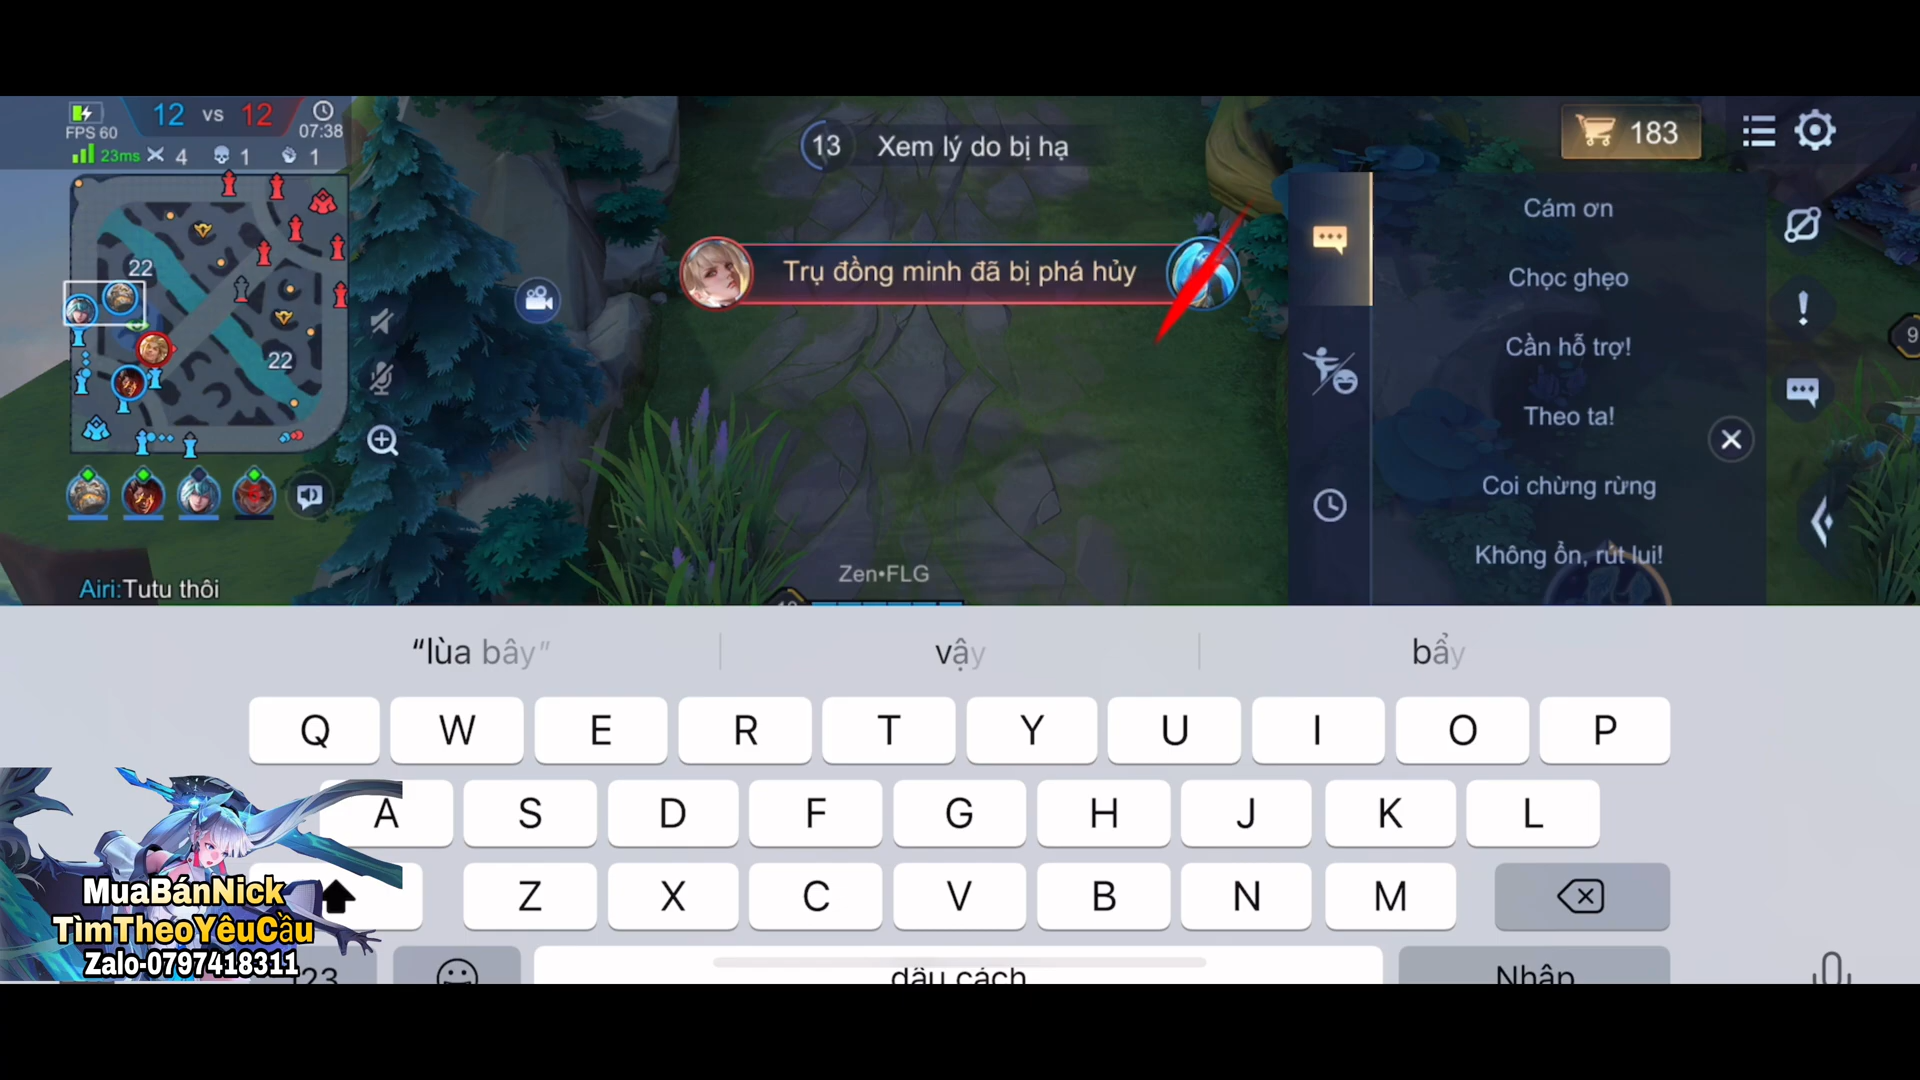 12 vs 12
FPS 60
07:38
23ms
4
1
1
13 Xem lý do bị hạ
183
Trụ đồng minh đã bị phá hủy
22
22
Cám ơn
Chọc ghẹo
Cần hỗ trợ!
Theo ta!
Coi chừng rừng
Không ổn, rút lui!
9
Zen•FLG
Airi:Tutu thôi
“lùa bây”
vậy
bẩy
Q W E R T Y U I O P
A S D F G H J K L
Z X C V B N M
MuaBánNick
TìmTheoYêuCầu
Zalo-0797418311
23
dấu cách
Nhập